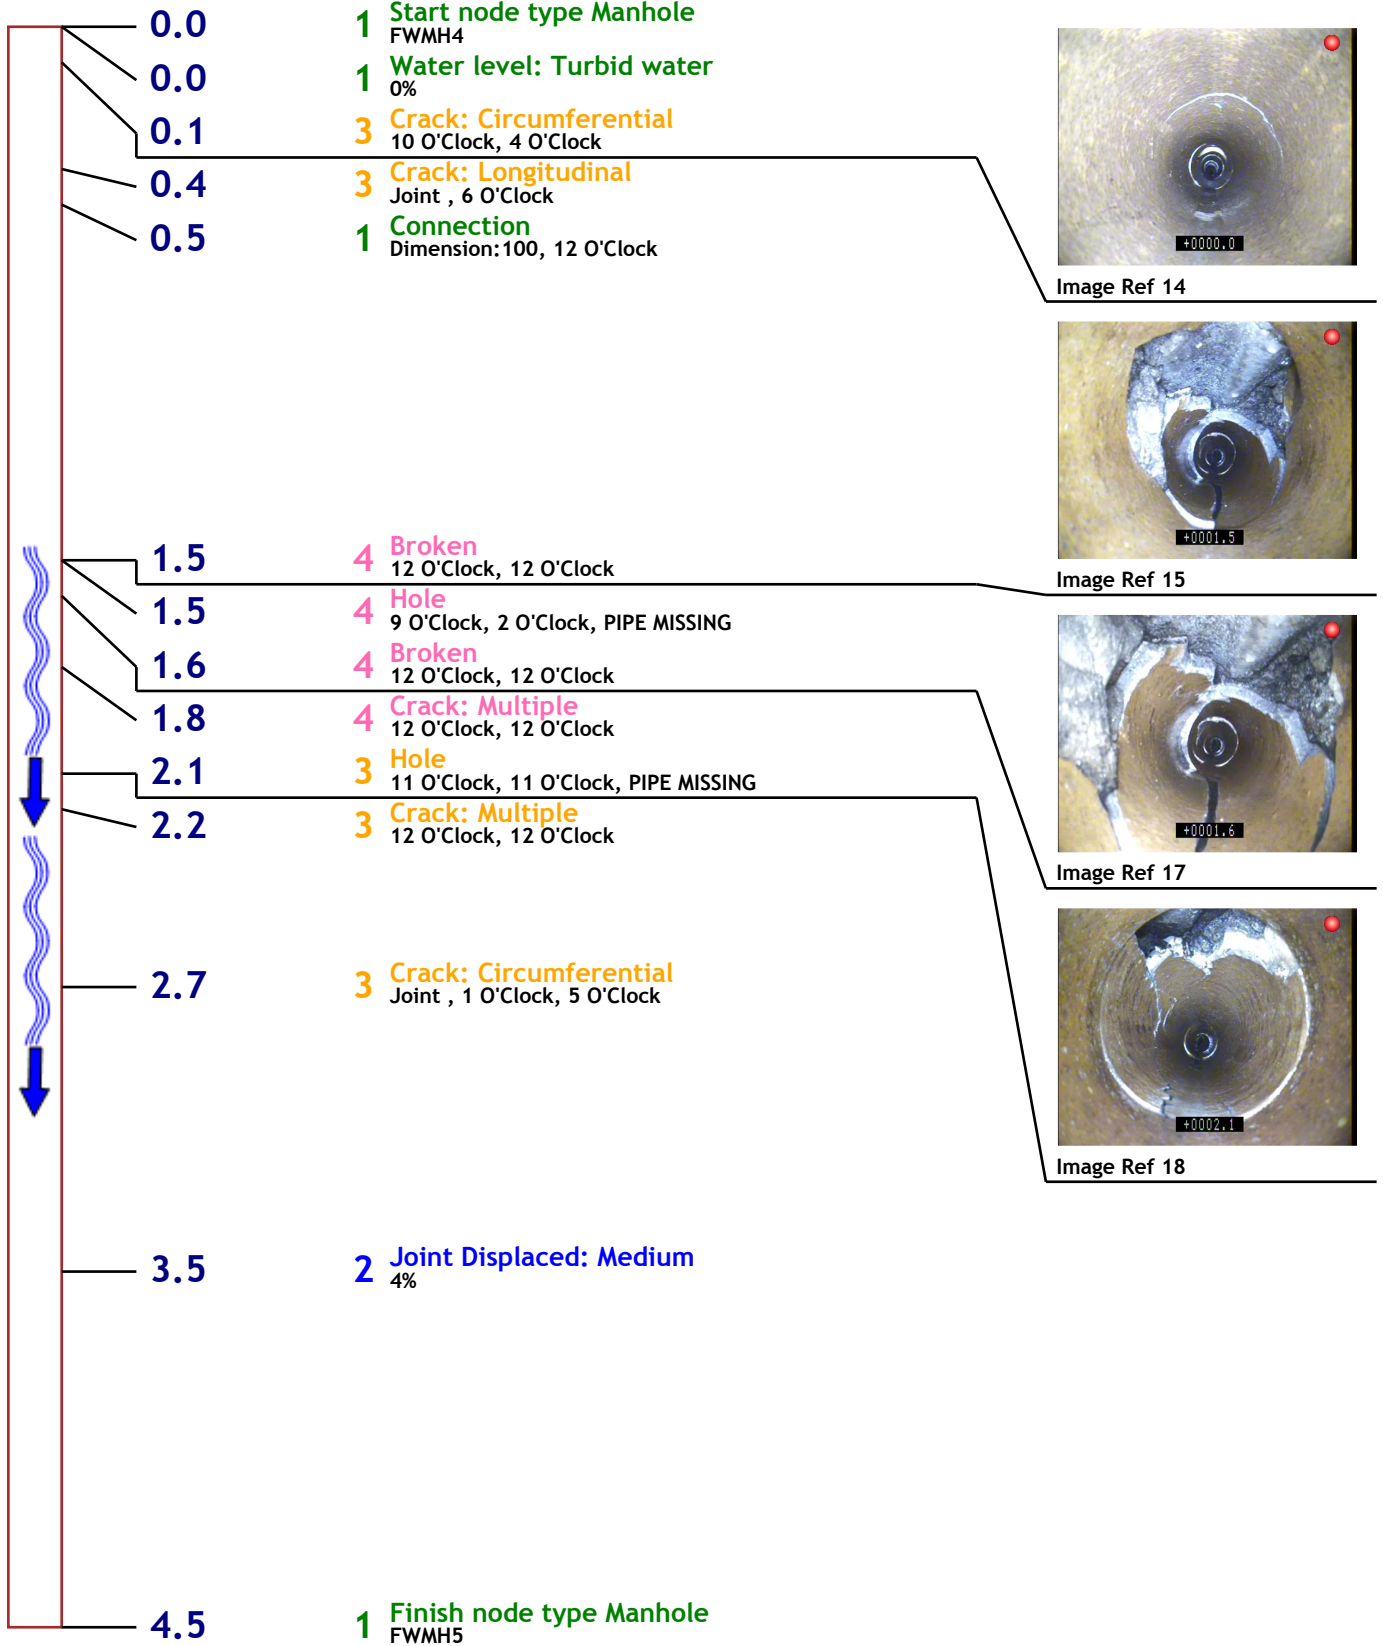 0.0 1 Start node type Manhole
FWMH4
0.0 1 Water level: Turbid water
0%
0.1 3 Crack: Circumferential
10 O'Clock, 4 O'Clock
0.4 3 Crack: Longitudinal
Joint , 6 O'Clock
0.5 1 Connection
Dimension:100, 12 O'Clock
+0000.0
Image Ref 14
+0001.5
Image Ref 15
1.5 4 Broken
12 O'Clock, 12 O'Clock
1.5 4 Hole
9 O'Clock, 2 O'Clock, PIPE MISSING
1.6 4 Broken
12 O'Clock, 12 O'Clock
1.8 4 Crack: Multiple
12 O'Clock, 12 O'Clock
2.1 3 Hole
11 O'Clock, 11 O'Clock, PIPE MISSING
2.2 3 Crack: Multiple
12 O'Clock, 12 O'Clock
+0001.6
Image Ref 17
2.7 3 Crack: Circumferential
Joint , 1 O'Clock, 5 O'Clock
+0002.1
Image Ref 18
3.5 2 Joint Displaced: Medium
4%
4.5 1 Finish node type Manhole
FWMH5